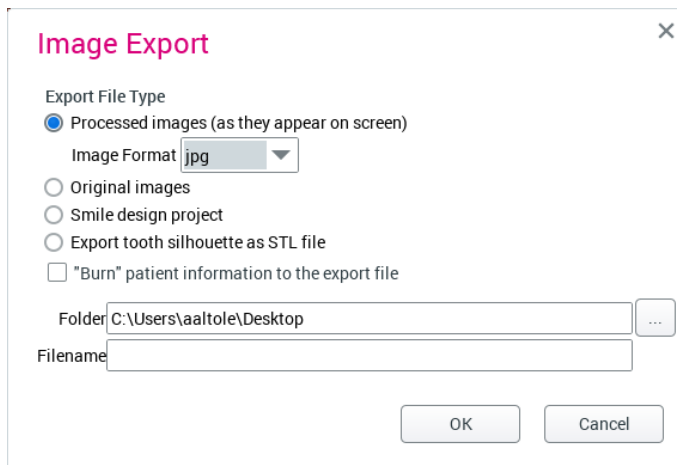 Image Export
Export File Type
Processed images (as they appear on screen)
Image Format jpg
Original images
Smile design project
Export tooth silhouette as STL file
"Burn" patient information to the export file
Folder C:\Users\aaltole\Desktop ...
Filename
OK Cancel